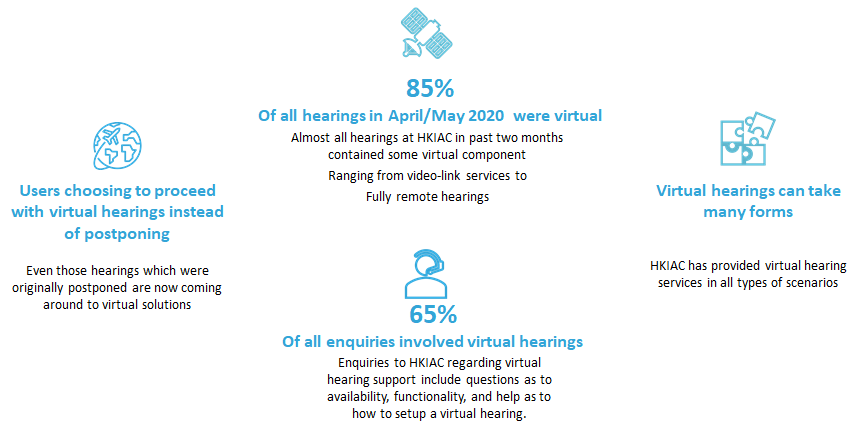 85%
Of all hearings in April/May 2020 were virtual
Almost all hearings at HKIAC in past two months
contained some virtual component
Ranging from video-link services to
Fully remote hearings
Users choosing to proceed
with virtual hearings instead
of postponing
Even those hearings which were
originally postponed are now coming
around to virtual solutions
Virtual hearings can take
many forms
HKIAC has provided virtual hearing
services in all types of scenarios
65%
Of all enquiries involved virtual hearings
Enquiries to HKIAC regarding virtual
hearing support include questions as to
availability, functionality, and help as to
how to setup a virtual hearing.